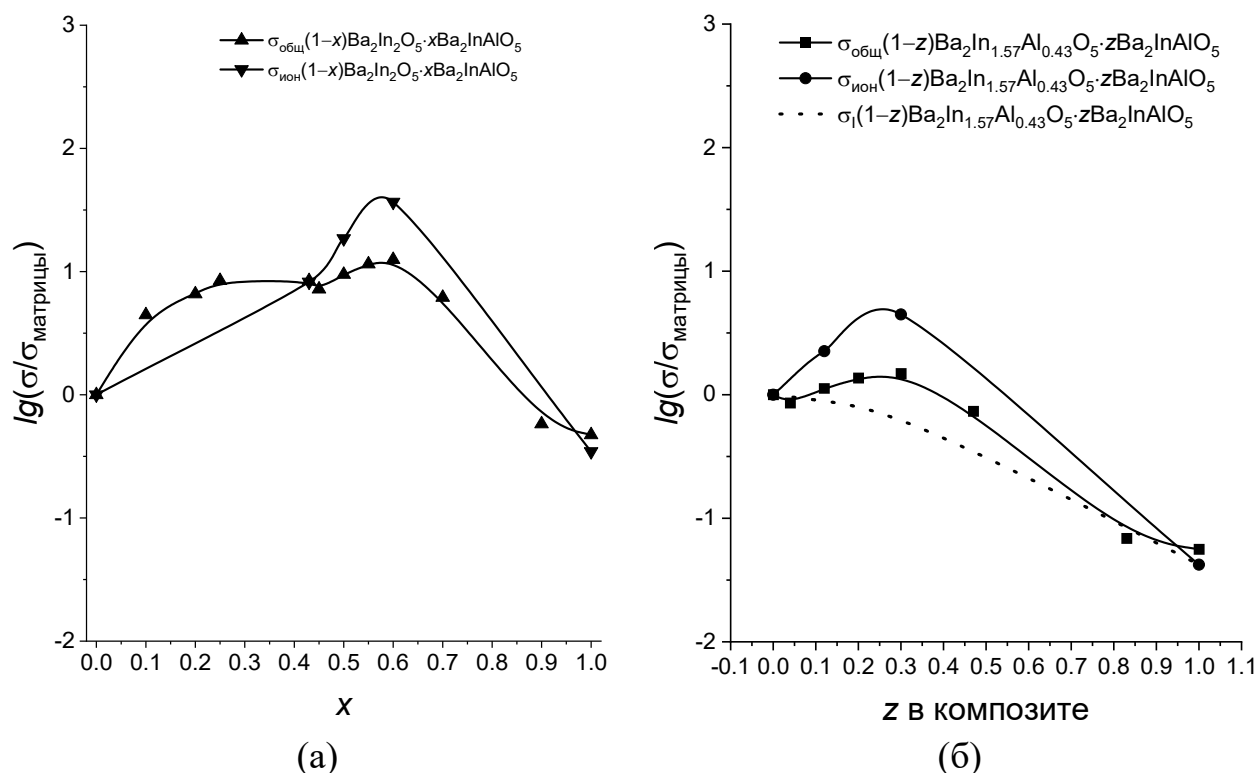 3
2
1
0
-1
-2
lg(σ/σматрицы)
σобщ(1−x)Ba2In2O5·xBa2InAlO5
σион(1−x)Ba2In2O5·xBa2InAlO5
0.0 0.1 0.2 0.3 0.4 0.5 0.6 0.7 0.8 0.9 1.0
x
(а)
3
2
1
0
-1
-2
lg(σ/σматрицы)
σобщ(1−z)Ba2In1.57Al0.43O5·zBa2InAlO5
σион(1−z)Ba2In1.57Al0.43O5·zBa2InAlO5
σI(1−z)Ba2In1.57Al0.43O5·zBa2InAlO5
-0.1 0.0 0.1 0.2 0.3 0.4 0.5 0.6 0.7 0.8 0.9 1.0 1.1
z в композите
(б)